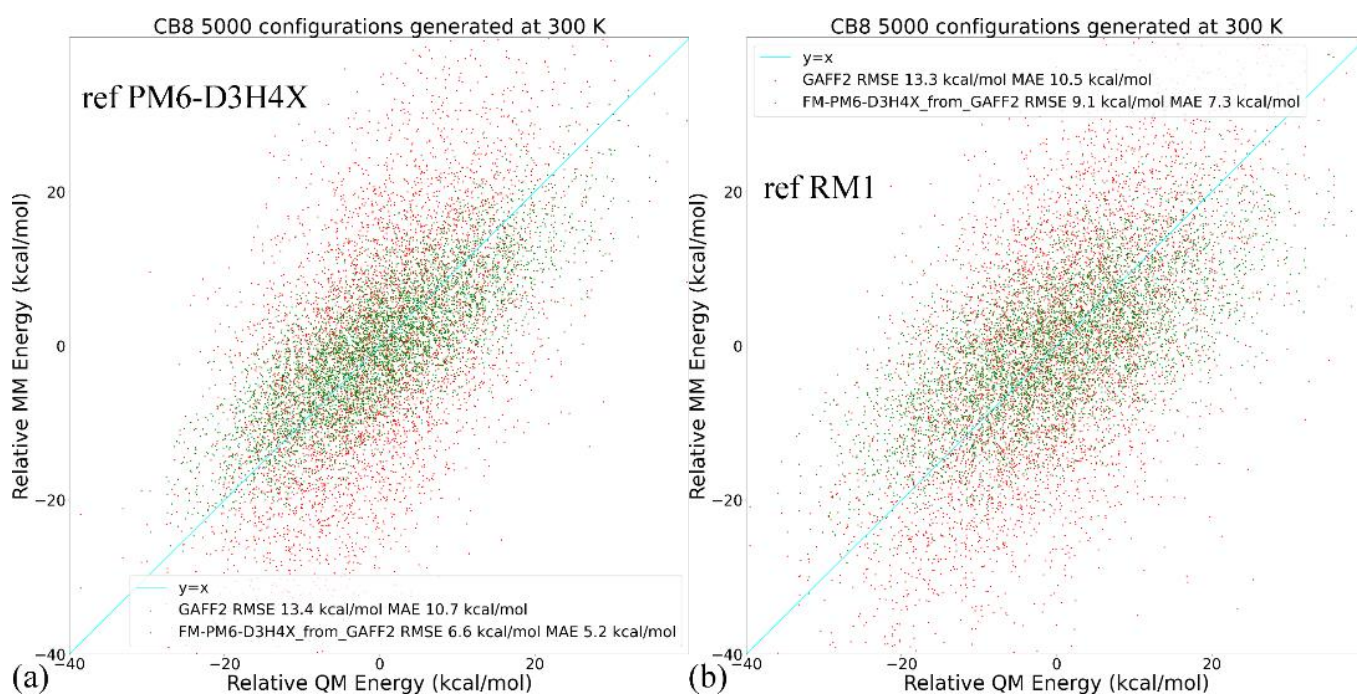 CB8 5000 configurations generated at 300 K
ref PM6-D3H4X
20
0
−20
−40
Relative MM Energy (kcal/mol)
y=x
GAFF2 RMSE 13.4 kcal/mol MAE 10.7 kcal/mol
FM-PM6-D3H4X_from_GAFF2 RMSE 6.6 kcal/mol MAE 5.2 kcal/mol
−40
−20
0
20
Relative QM Energy (kcal/mol)
(a)
CB8 5000 configurations generated at 300 K
y=x
GAFF2 RMSE 13.3 kcal/mol MAE 10.5 kcal/mol
FM-PM6-D3H4X_from_GAFF2 RMSE 9.1 kcal/mol MAE 7.3 kcal/mol
ref RM1
20
0
−20
−40
Relative MM Energy (kcal/mol)
−20
0
20
Relative QM Energy (kcal/mol)
(b)